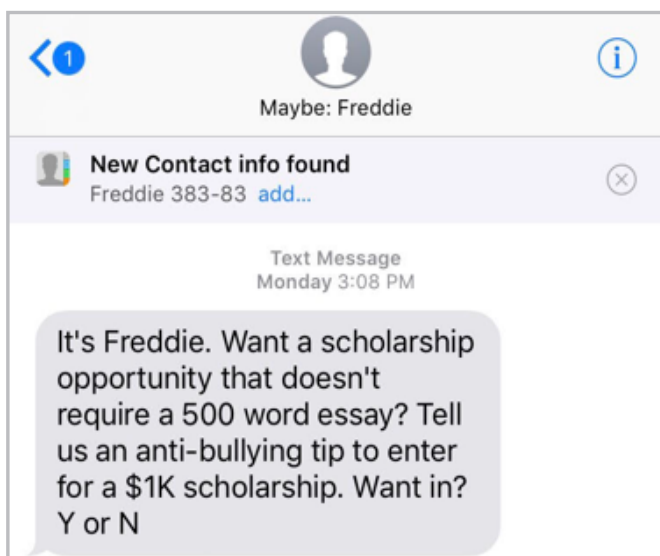 1
Maybe: Freddie
New Contact info found
Freddie 383-83 add...
Text Message
Monday 3:08 PM
It's Freddie. Want a scholarship
opportunity that doesn't
require a 500 word essay? Tell
us an anti-bullying tip to enter
for a $1K scholarship. Want in?
Y or N